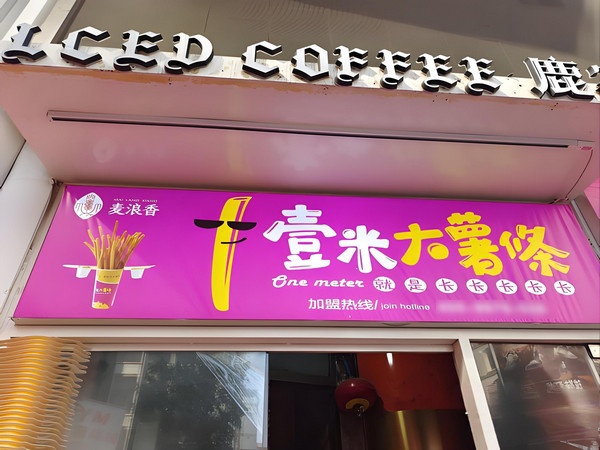 ICED COFFEE 鹿
MAI LANG XIANG
麦浪香
壹米大薯條
One meter 就是长长长长长
加盟热线/join hotline